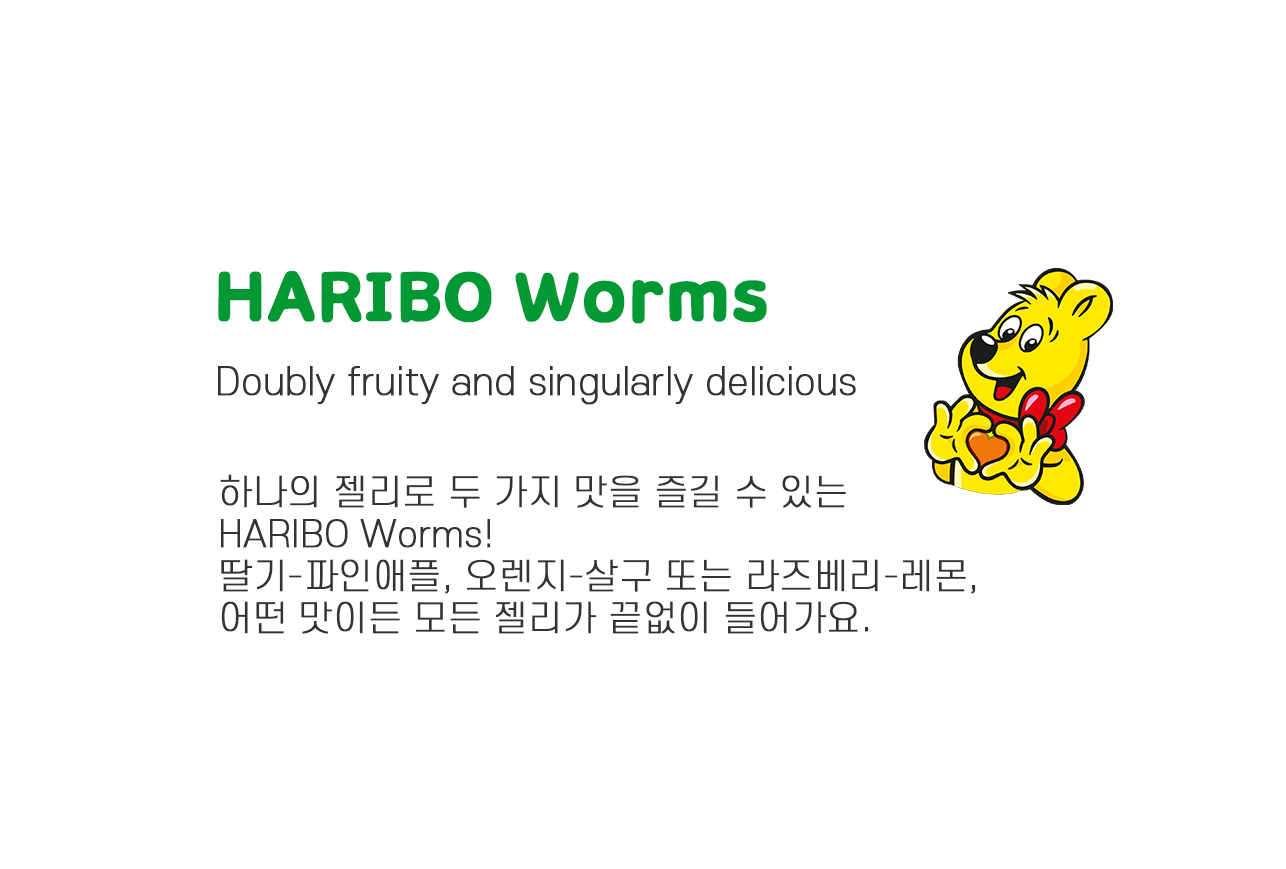 HARIBO Worms
Doubly fruity and singularly delicious
하나의 젤리로 두 가지 맛을 즐길 수 있는
HARIBO Worms!
딸기-파인애플, 오렌지-살구 또는 라즈베리-레몬,
어떤 맛이든 모든 젤리가 끝없이 들어가요.